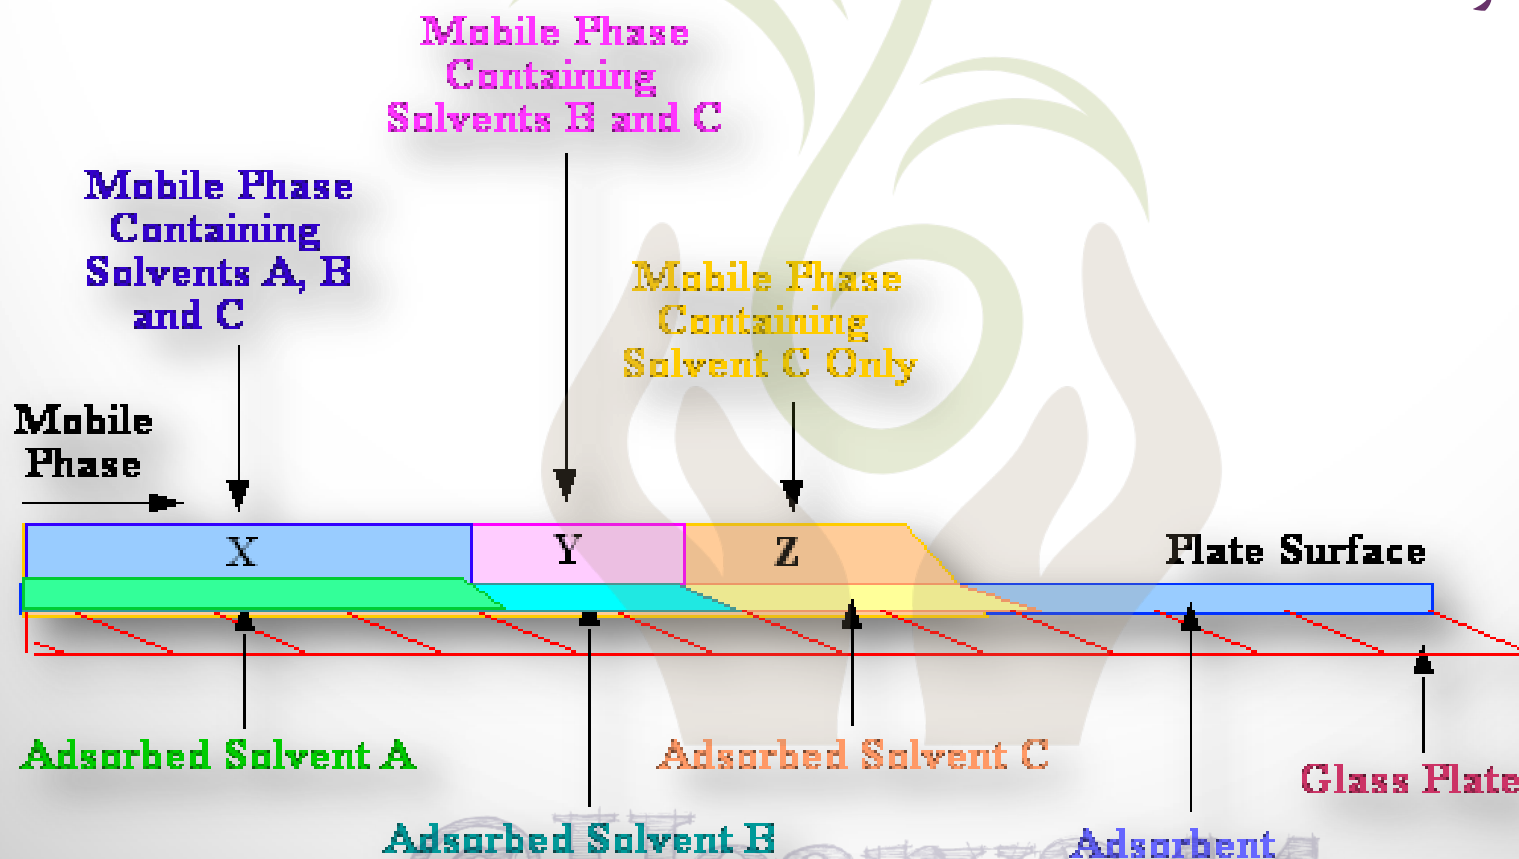 Mobile Phase
Containing
Solvents B and C
Mobile Phase
Containing
Solvents A, B
and C
Mobile Phase
Containing
Solvent C Only
Mobile
Phase
X
Y
Z
Plate Surface
Adsorbed Solvent A
Adsorbed Solvent C
Glass Plate
Adsorbed Solvent B
Adsorbent